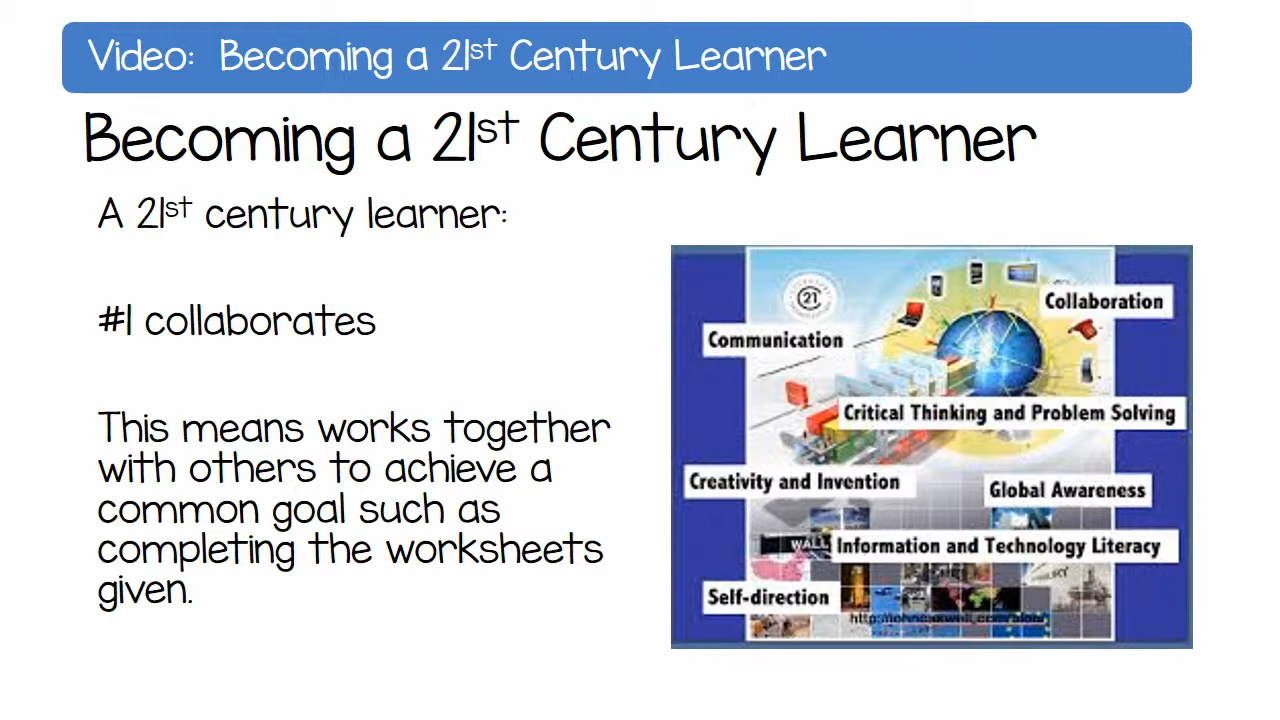 Video: Becoming a 21st Century Learner
Becoming a 21st Century Learner
A 21st century learner:
#1 collaborates
This means works together
with others to achieve a
common goal such as
completing the worksheets
given.
21
Collaboration
Communication
Critical Thinking and Problem Solving
Creativity and Invention
Global Awareness
WALL
Information and Technology Literacy
Self-direction